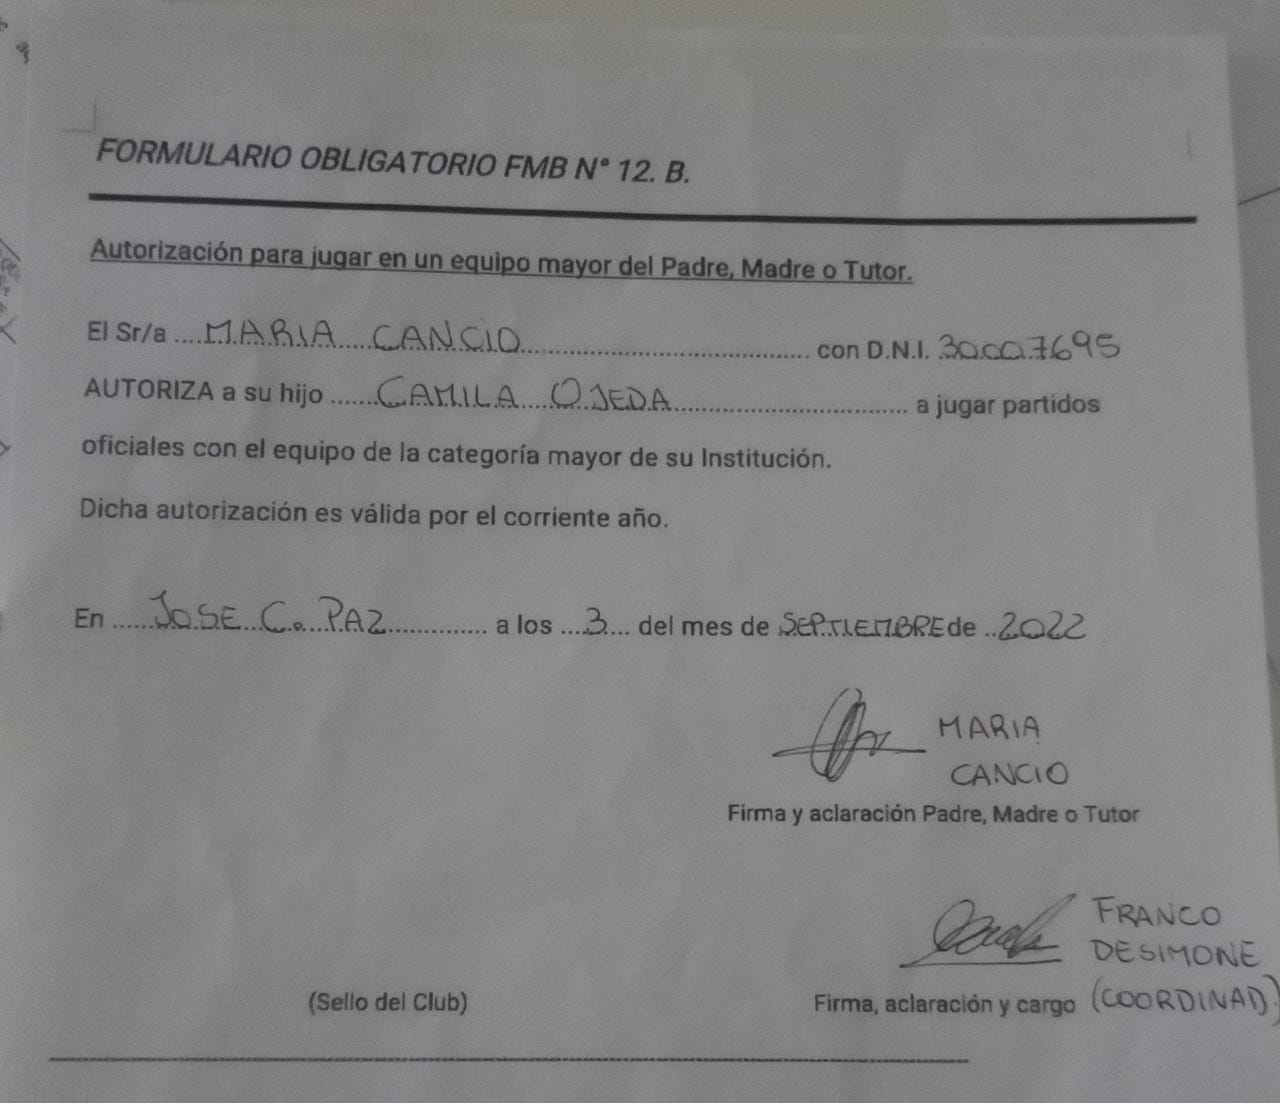 FORMULARIO OBLIGATORIO FMB N° 12. B.
Autorización para jugar en un equipo mayor del Padre, Madre o Tutor.
El Sr/a ....MARIA CANCIO.................... con D.N.I. 30.007.695
AUTORIZA a su hijo ......CAMILA OJEDA.................... a jugar partidos
oficiales con el equipo de la categoría mayor de su Institución.
Dicha autorización es válida por el corriente año.
En ......JOSE C. PAZ.............. a los ....3... del mes de SEPTIEMBRE de ..2022
MARIA
CANCIO
Firma y aclaración Padre, Madre o Tutor
FRANCO
DESIMONE
(Sello del Club) Firma, aclaración y cargo (COORDINAD)